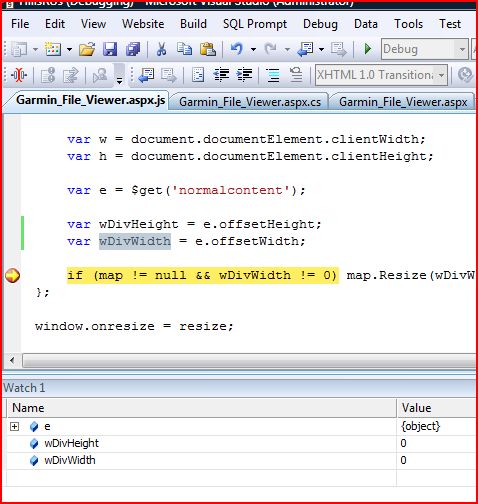 (Debugging) - Microsoft Visual Studio (Administrator)
File Edit View Website Build SQL Prompt Debug Tools Test
Debug
XHTML 1.0 Transitiona
Garmin_File_Viewer.aspx.js Garmin_File_Viewer.aspx.cs Garmin_File_Viewer.aspx
var w = document.documentElement.clientWidth;
var h = document.documentElement.clientHeight;
var e = $get('normalcontent');
var wDivHeight = e.offsetHeight;
var wDivWidth = e.offsetWidth;
if (map != null && wDivWidth != 0) map.Resize(wDivW
};
window.onresize = resize;
Watch 1
Name Value
e {object}
wDivHeight 0
wDivWidth 0